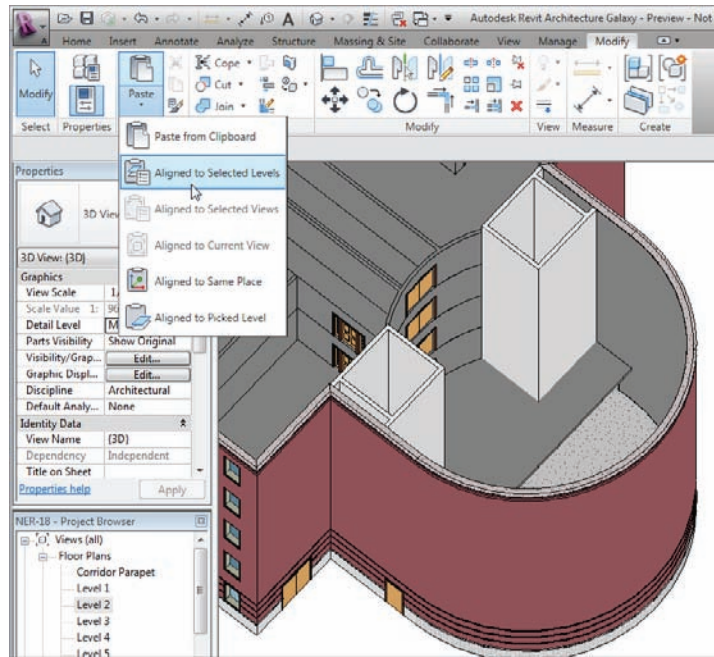 Autodesk Revit Architecture Galaxy - Preview - Not
Home Insert Annotate Analyze Structure Massing & Site Collaborate View Manage Modify
Modify
Paste
Cope
Cut
Join
Select Properties
Modify View Measure Create
Paste from Clipboard
Aligned to Selected Levels
Aligned to Selected Views
Aligned to Current View
Aligned to Same Place
Aligned to Picked Level
Properties
3D View: {3D}
Graphics
View Scale
Scale Value 1: 96
Detail Level
Parts Visibility Show Original
Visibility/Grap... Edit...
Graphic Displ... Edit...
Discipline Architectural
Default Analy... None
Identity Data
View Name {3D}
Dependency Independent
Title on Sheet
Properties help Apply
NER-18 - Project Browser
Views (all)
Floor Plans
Corridor Parapet
Level 1
Level 2
Level 3
Level 4
Level 5